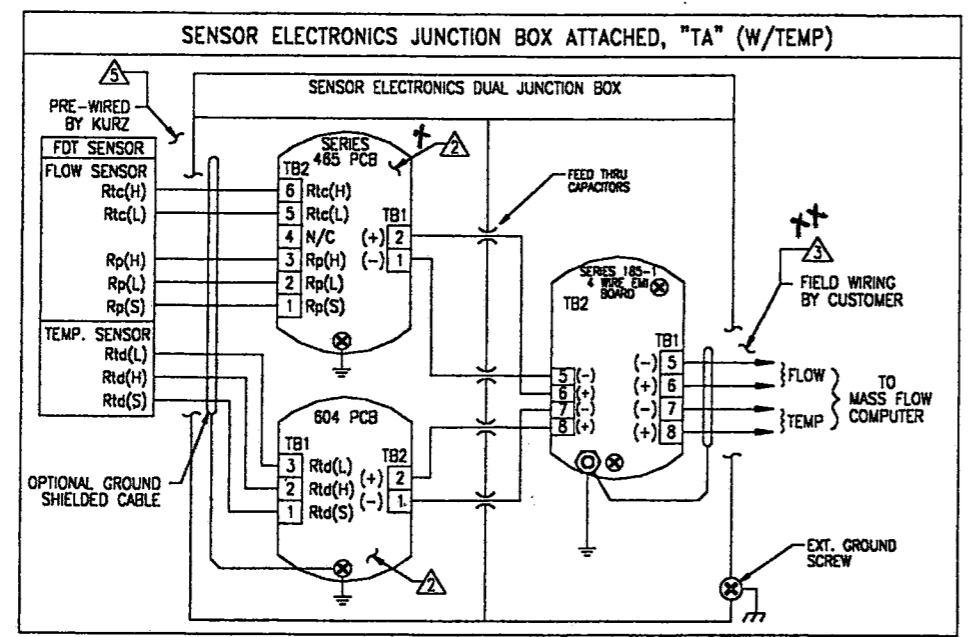 SENSOR ELECTRONICS JUNCTION BOX ATTACHED, "TA" (W/TEMP)
5
SENSOR ELECTRONICS DUAL JUNCTION BOX
PRE-WIRED
BY KURZ
FDT SENSOR
FLOW SENSOR
Rtc(H)
Rtc(L)
Rp(H)
Rp(L)
Rp(S)
TEMP. SENSOR
Rtd(L)
Rtd(H)
Rtd(S)
OPTIONAL GROUND
SHIELDED CABLE
SERIES
465 PCB
2
TB2
6 Rtc(H)
5 Rtc(L)
4 N/C
3 Rp(H)
2 Rp(L)
1 Rp(S)
TB1
(+) 2
(-) 1
FEED THRU
CAPACITORS
604 PCB
TB1
3 Rtd(L)
2 Rtd(H)
1 Rtd(S)
TB2
(+) 2
(-) 1
2
SERIES 185-1
4 WIRE EMI
BOARD
TB2
5 (-)
6 (+)
7 (-)
8 (+)
TB1
(-) 5
(+) 6
(-) 7
(+) 8
3
FIELD WIRING
BY CUSTOMER
FLOW
TEMP
TO
MASS FLOW
COMPUTER
EXT. GROUND
SCREW